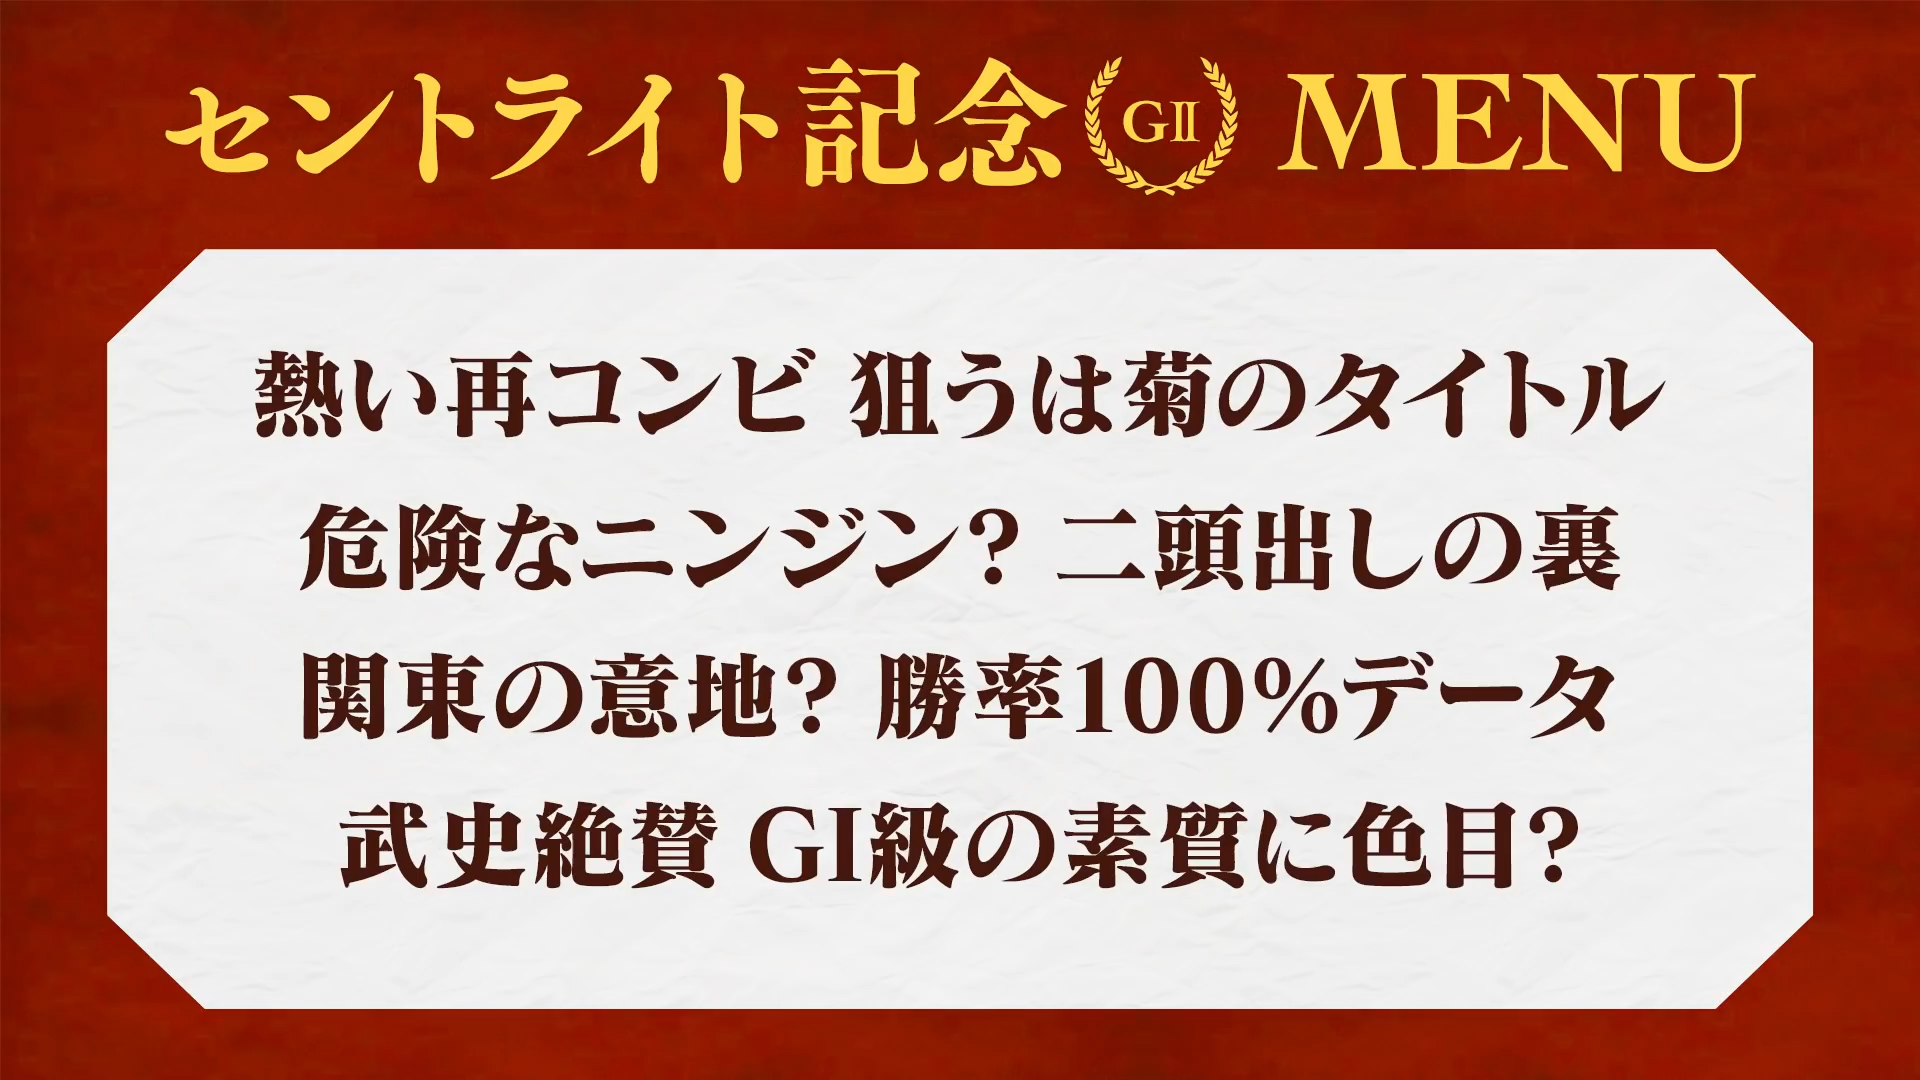 セントライト記念 GⅡ MENU
熱い再コンビ 狙うは菊のタイトル
危険なニンジン？ 二頭出しの裏
関東の意地？ 勝率100％データ
武史絶賛 GI級の素質に色目？